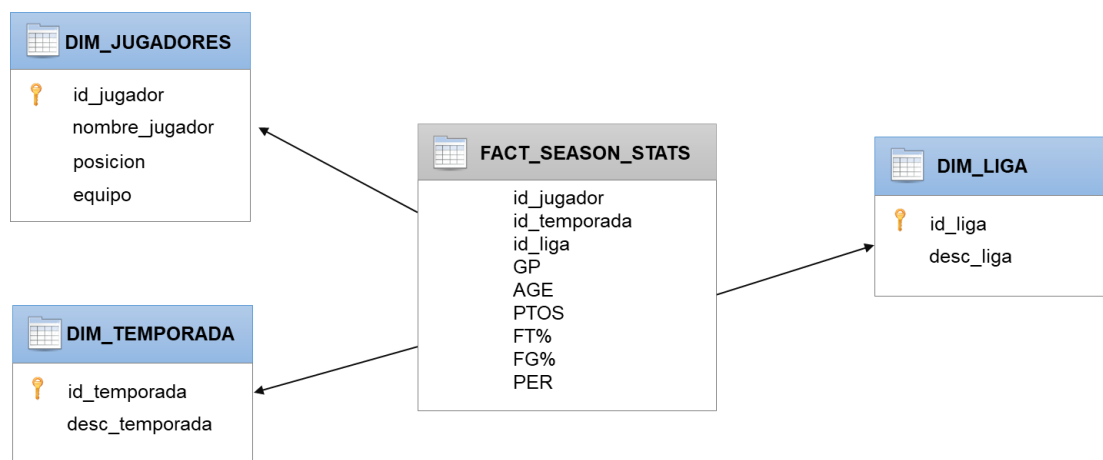 DIM_JUGADORES
id_jugador
nombre_jugador
posicion
equipo
DIM_TEMPORADA
id_temporada
desc_temporada
FACT_SEASON_STATS
id_jugador
id_temporada
id_liga
GP
AGE
PTOS
FT%
FG%
PER
DIM_LIGA
id_liga
desc_liga